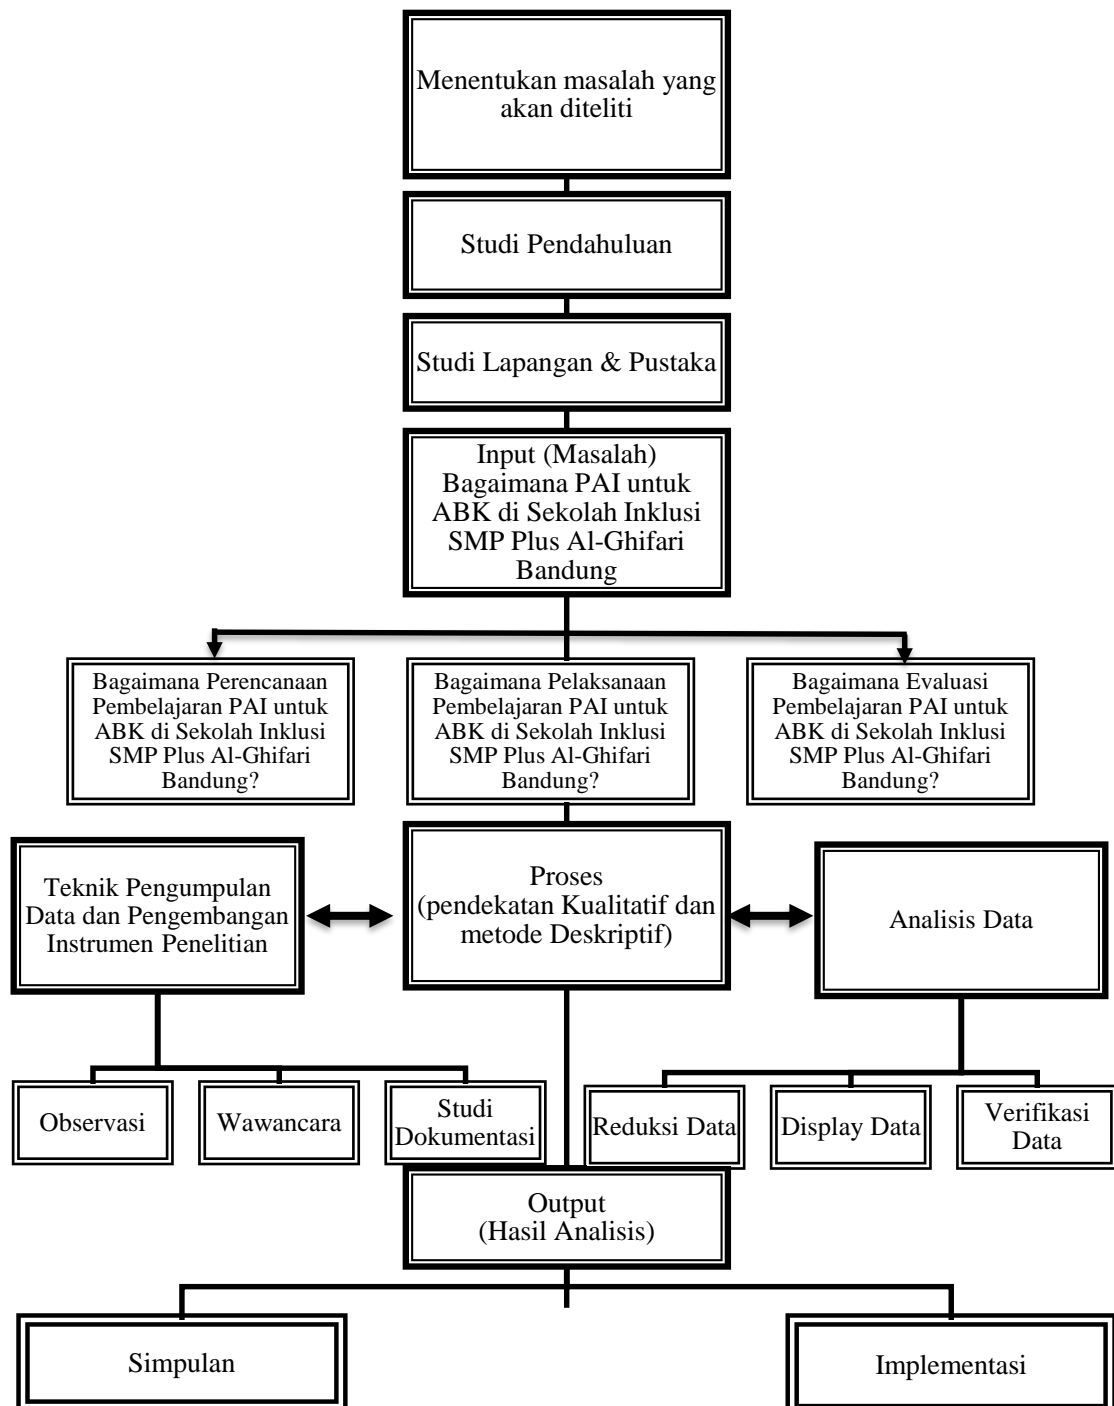 Menentukan masalah yang
akan diteliti
Studi Pendahuluan
Studi Lapangan & Pustaka
Input (Masalah)
Bagaimana PAI untuk
ABK di Sekolah Inklusi
SMP Plus Al-Ghifari
Bandung
Bagaimana Perencanaan
Pembelajaran PAI untuk
ABK di Sekolah Inklusi
SMP Plus Al-Ghifari
Bandung?
Bagaimana Pelaksanaan
Pembelajaran PAI untuk
ABK di Sekolah Inklusi
SMP Plus Al-Ghifari
Bandung?
Bagaimana Evaluasi
Pembelajaran PAI untuk
ABK di Sekolah Inklusi
SMP Plus Al-Ghifari
Bandung?
Teknik Pengumpulan
Data dan Pengembangan
Instrumen Penelitian
Proses
(pendekatan Kualitatif dan
metode Deskriptif)
Analisis Data
Observasi
Wawancara
Studi
Dokumentasi
Reduksi Data
Display Data
Verifikasi
Data
Output
(Hasil Analisis)
Simpulan
Implementasi